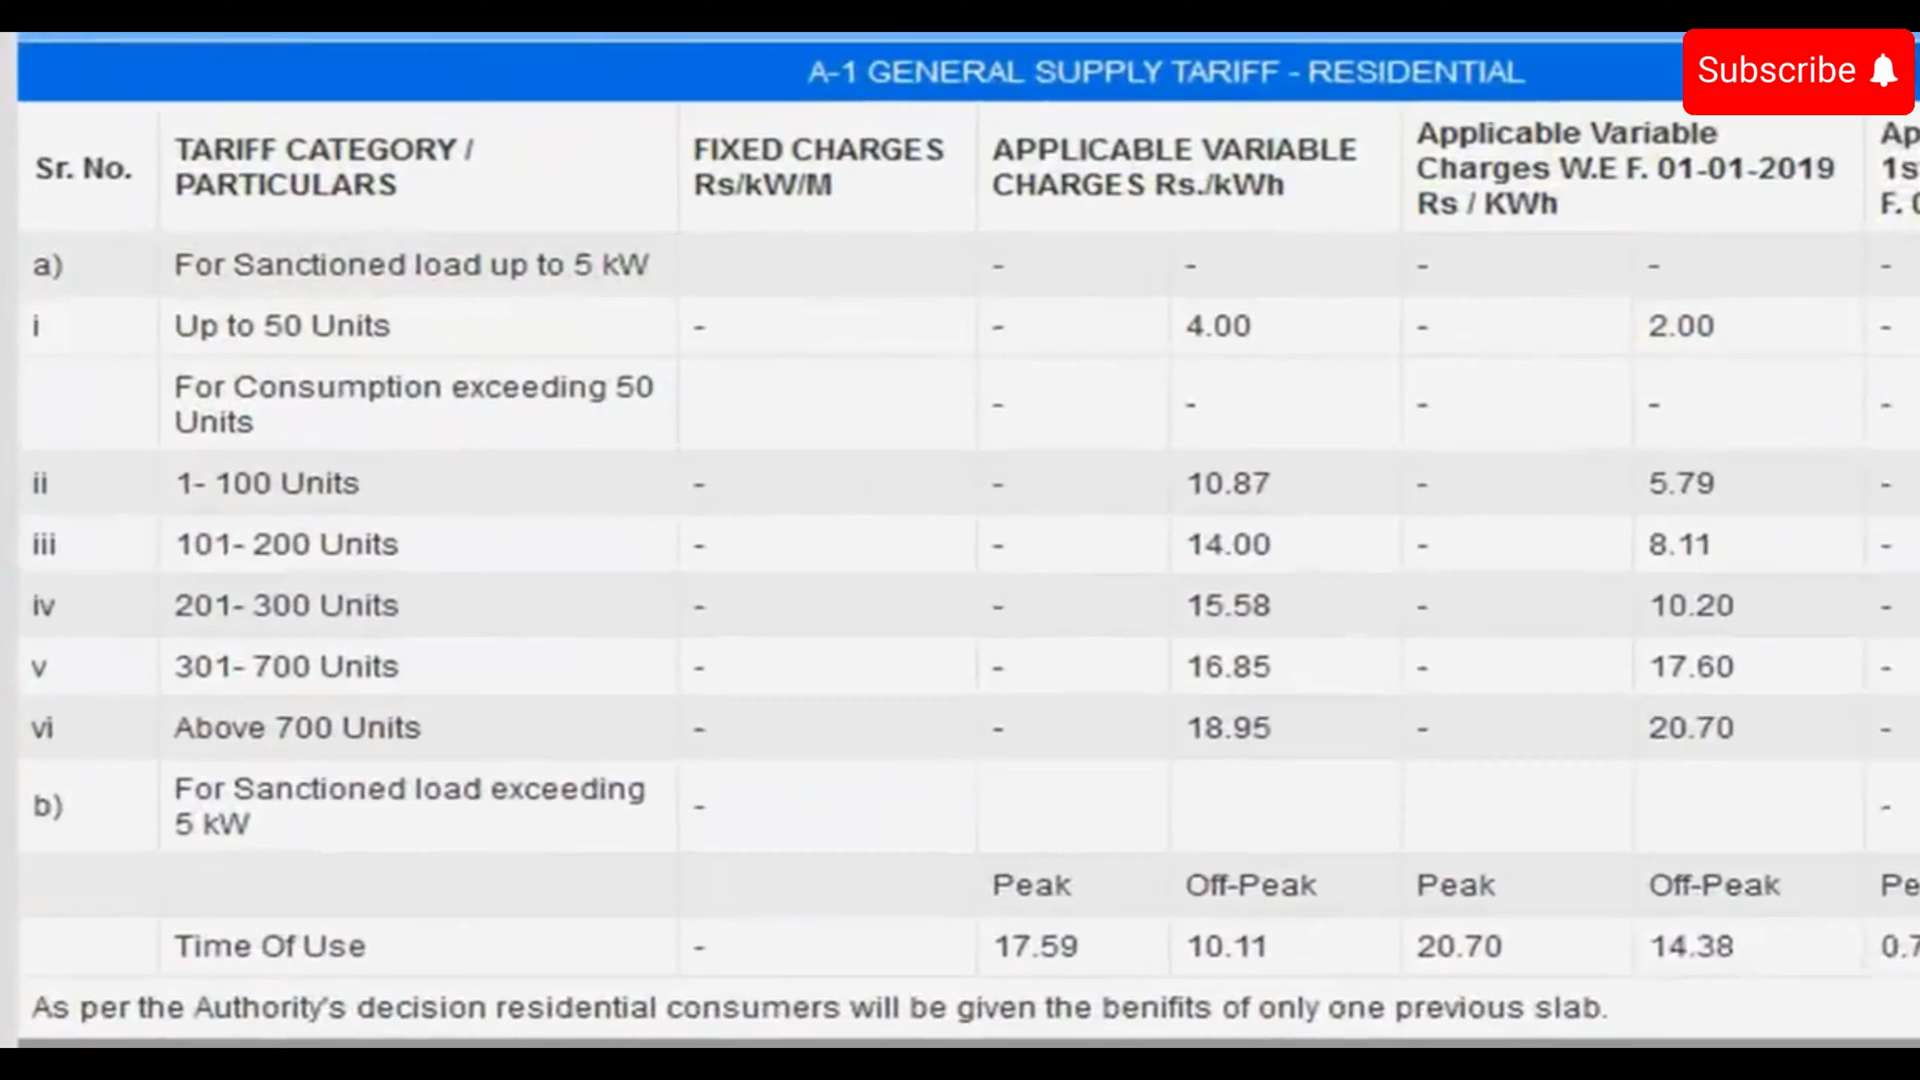 A-1 GENERAL SUPPLY TARIFF - RESIDENTIAL
Subscribe
Sr. No. TARIFF CATEGORY / PARTICULARS FIXED CHARGES Rs/kW/M APPLICABLE VARIABLE CHARGES Rs./kWh Applicable Variable Charges W.E F. 01-01-2019 Rs / KWh
a) For Sanctioned load up to 5 kW - - - - -
i Up to 50 Units - - 4.00 - 2.00 -
For Consumption exceeding 50 Units - - - - -
ii 1- 100 Units - - 10.87 - 5.79 -
iii 101- 200 Units - - 14.00 - 8.11 -
iv 201- 300 Units - - 15.58 - 10.20 -
v 301- 700 Units - - 16.85 - 17.60 -
vi Above 700 Units - - 18.95 - 20.70 -
b) For Sanctioned load exceeding 5 kW - -
Peak Off-Peak Peak Off-Peak
Time Of Use - 17.59 10.11 20.70 14.38
As per the Authority's decision residential consumers will be given the benifits of only one previous slab.